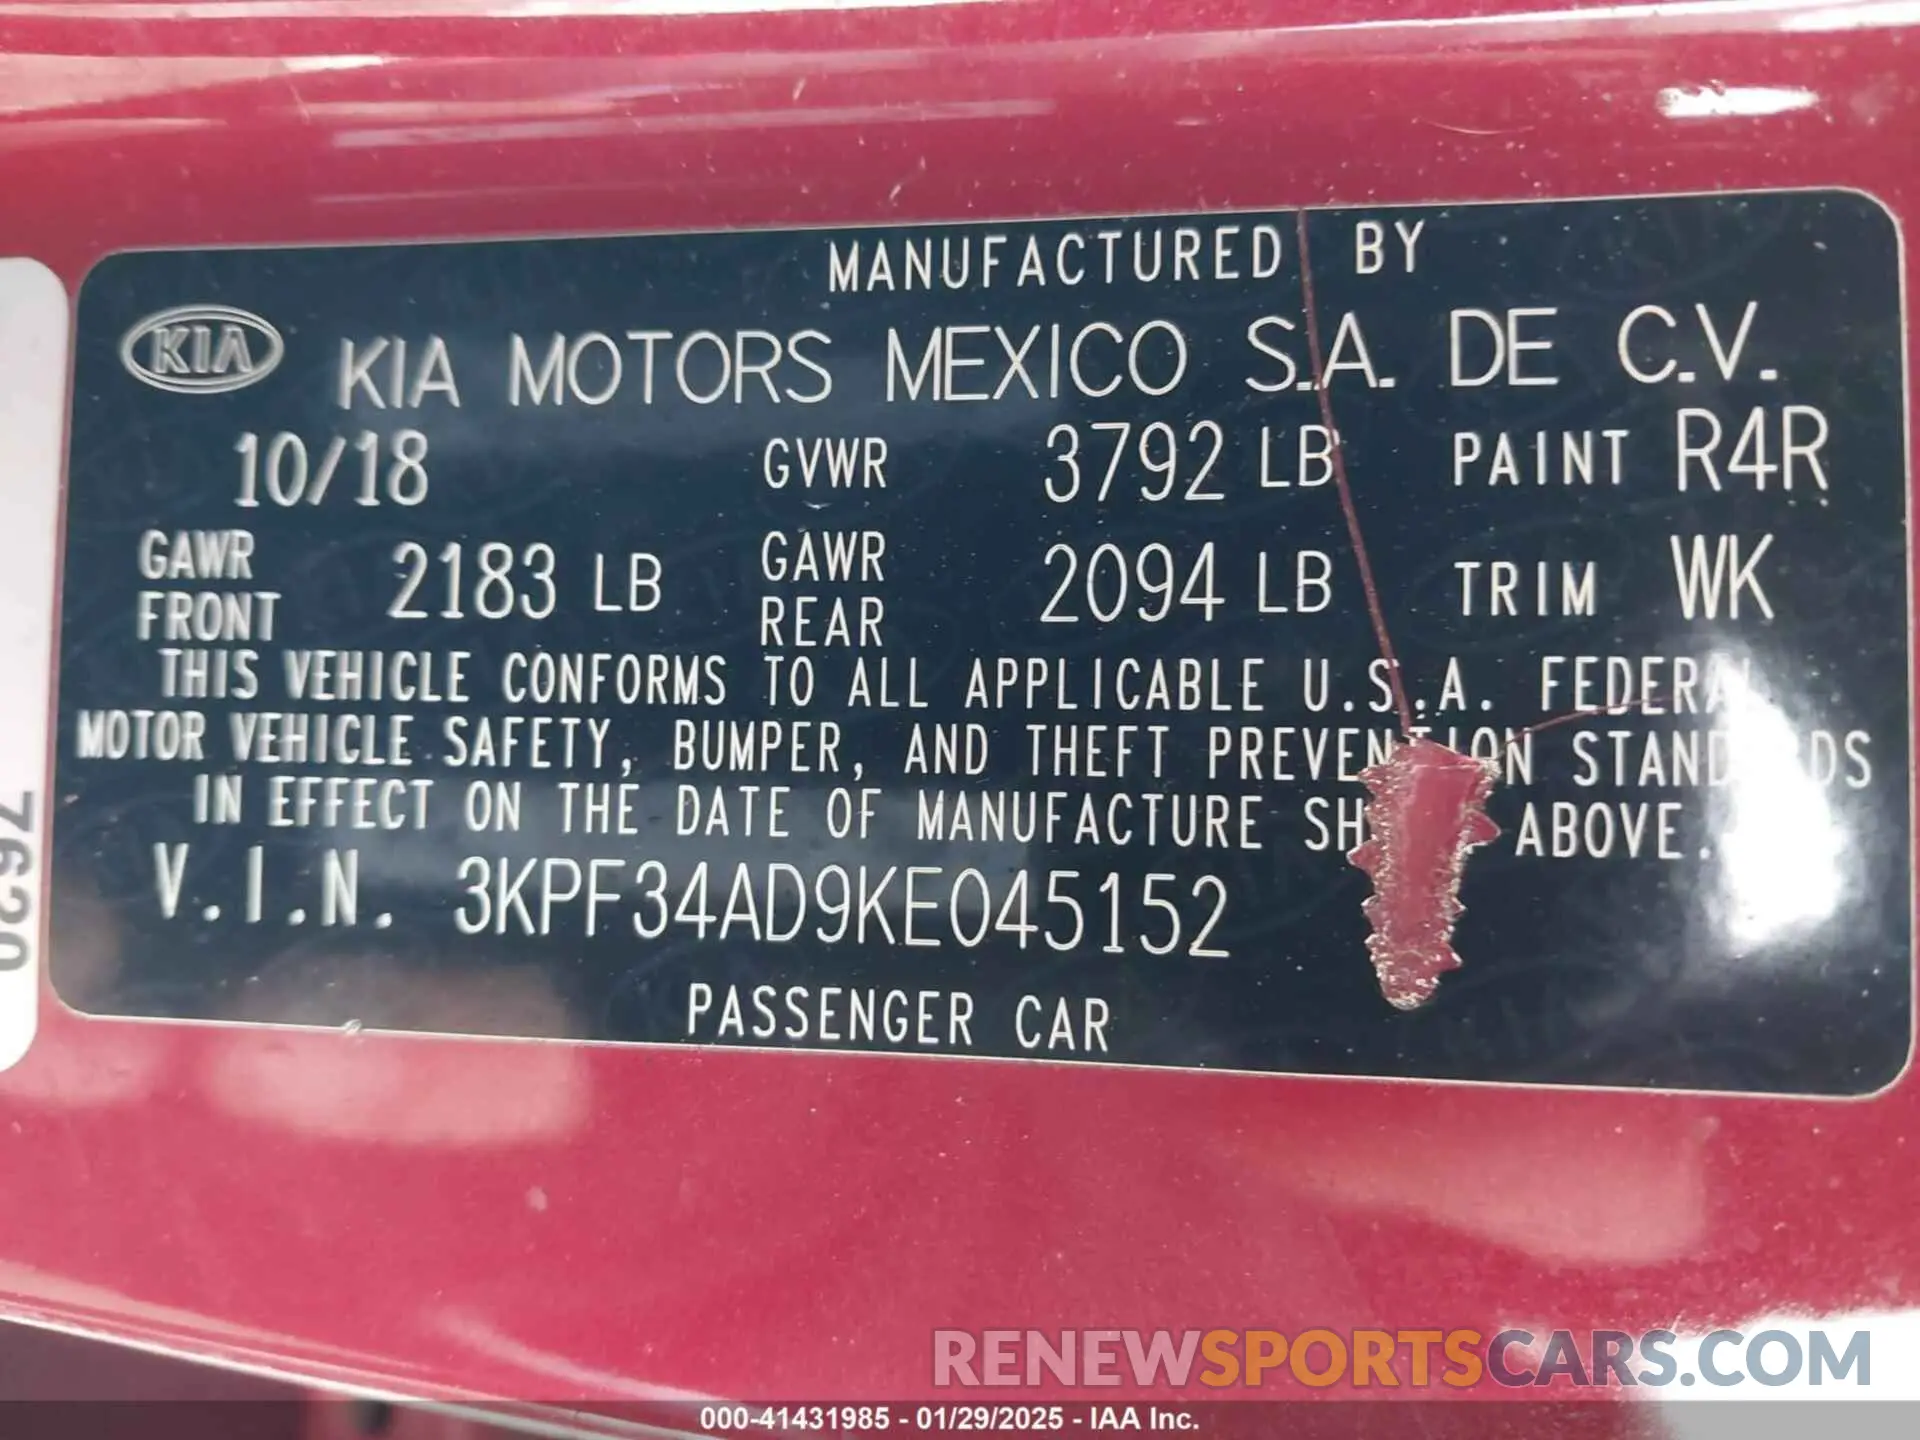 MANUFACTURED BY
KIA KIA MOTORS MEXICO S.A. DE C.V.
10/18 GVWR 3792 LB PAINT R4R
GAWR FRONT 2183 LB GAWR REAR 2094 LB TRIM WK
THIS VEHICLE CONFORMS TO ALL APPLICABLE U.S.A. FEDERAL
MOTOR VEHICLE SAFETY, BUMPER, AND THEFT PREVENTION STANDARDS
IN EFFECT ON THE DATE OF MANUFACTURE ABOVE.
V.I.N. 3KPF34AD9KE045152
PASSENGER CAR
RENEWSPORTSCARS.COM
000-41431985 - 01/29/2025 - IAA Inc.